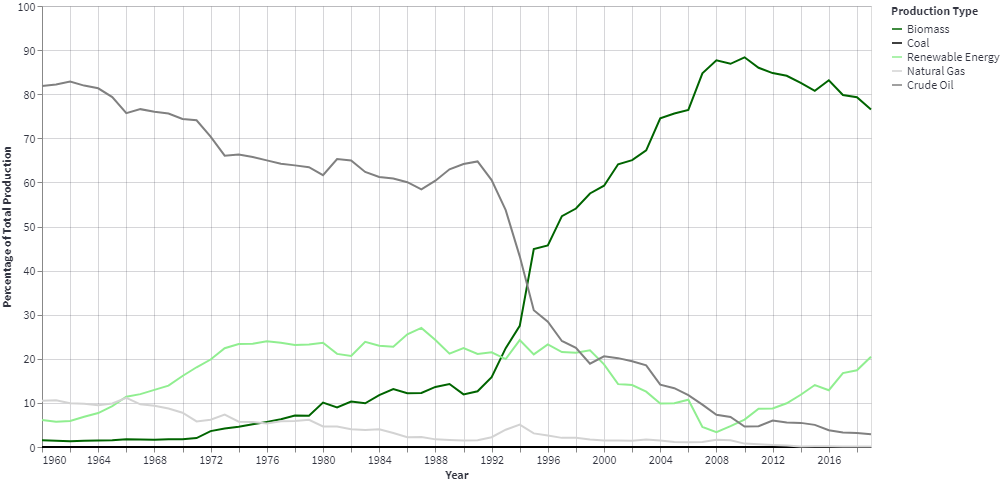 100
90
80
70
60
50
40
30
20
10
0
Percentage of Total Production
1960 1964 1968 1972 1976 1980 1984 1988 1992 1996 2000 2004 2008 2012 2016
Year
Production Type
Biomass
Coal
Renewable Energy
Natural Gas
Crude Oil